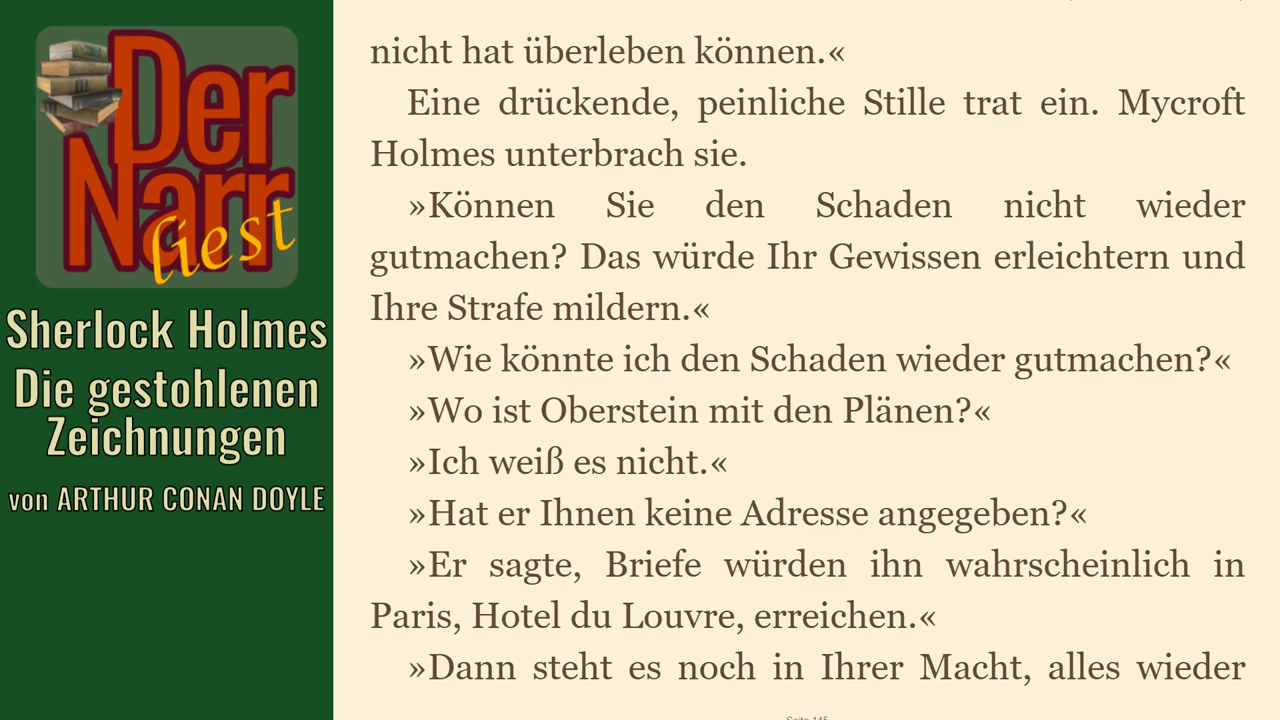 Der
Narr
liest
Sherlock Holmes
Die gestohlenen
Zeichnungen
von ARTHUR CONAN DOYLE
nicht hat überleben können.«
Eine drückende, peinliche Stille trat ein. Mycroft
Holmes unterbrach sie.
»Können Sie den Schaden nicht wieder
gutmachen? Das würde Ihr Gewissen erleichtern und
Ihre Strafe mildern.«
»Wie könnte ich den Schaden wieder gutmachen?«
»Wo ist Oberstein mit den Plänen?«
»Ich weiß es nicht.«
»Hat er Ihnen keine Adresse angegeben?«
»Er sagte, Briefe würden ihn wahrscheinlich in
Paris, Hotel du Louvre, erreichen.«
»Dann steht es noch in Ihrer Macht, alles wieder